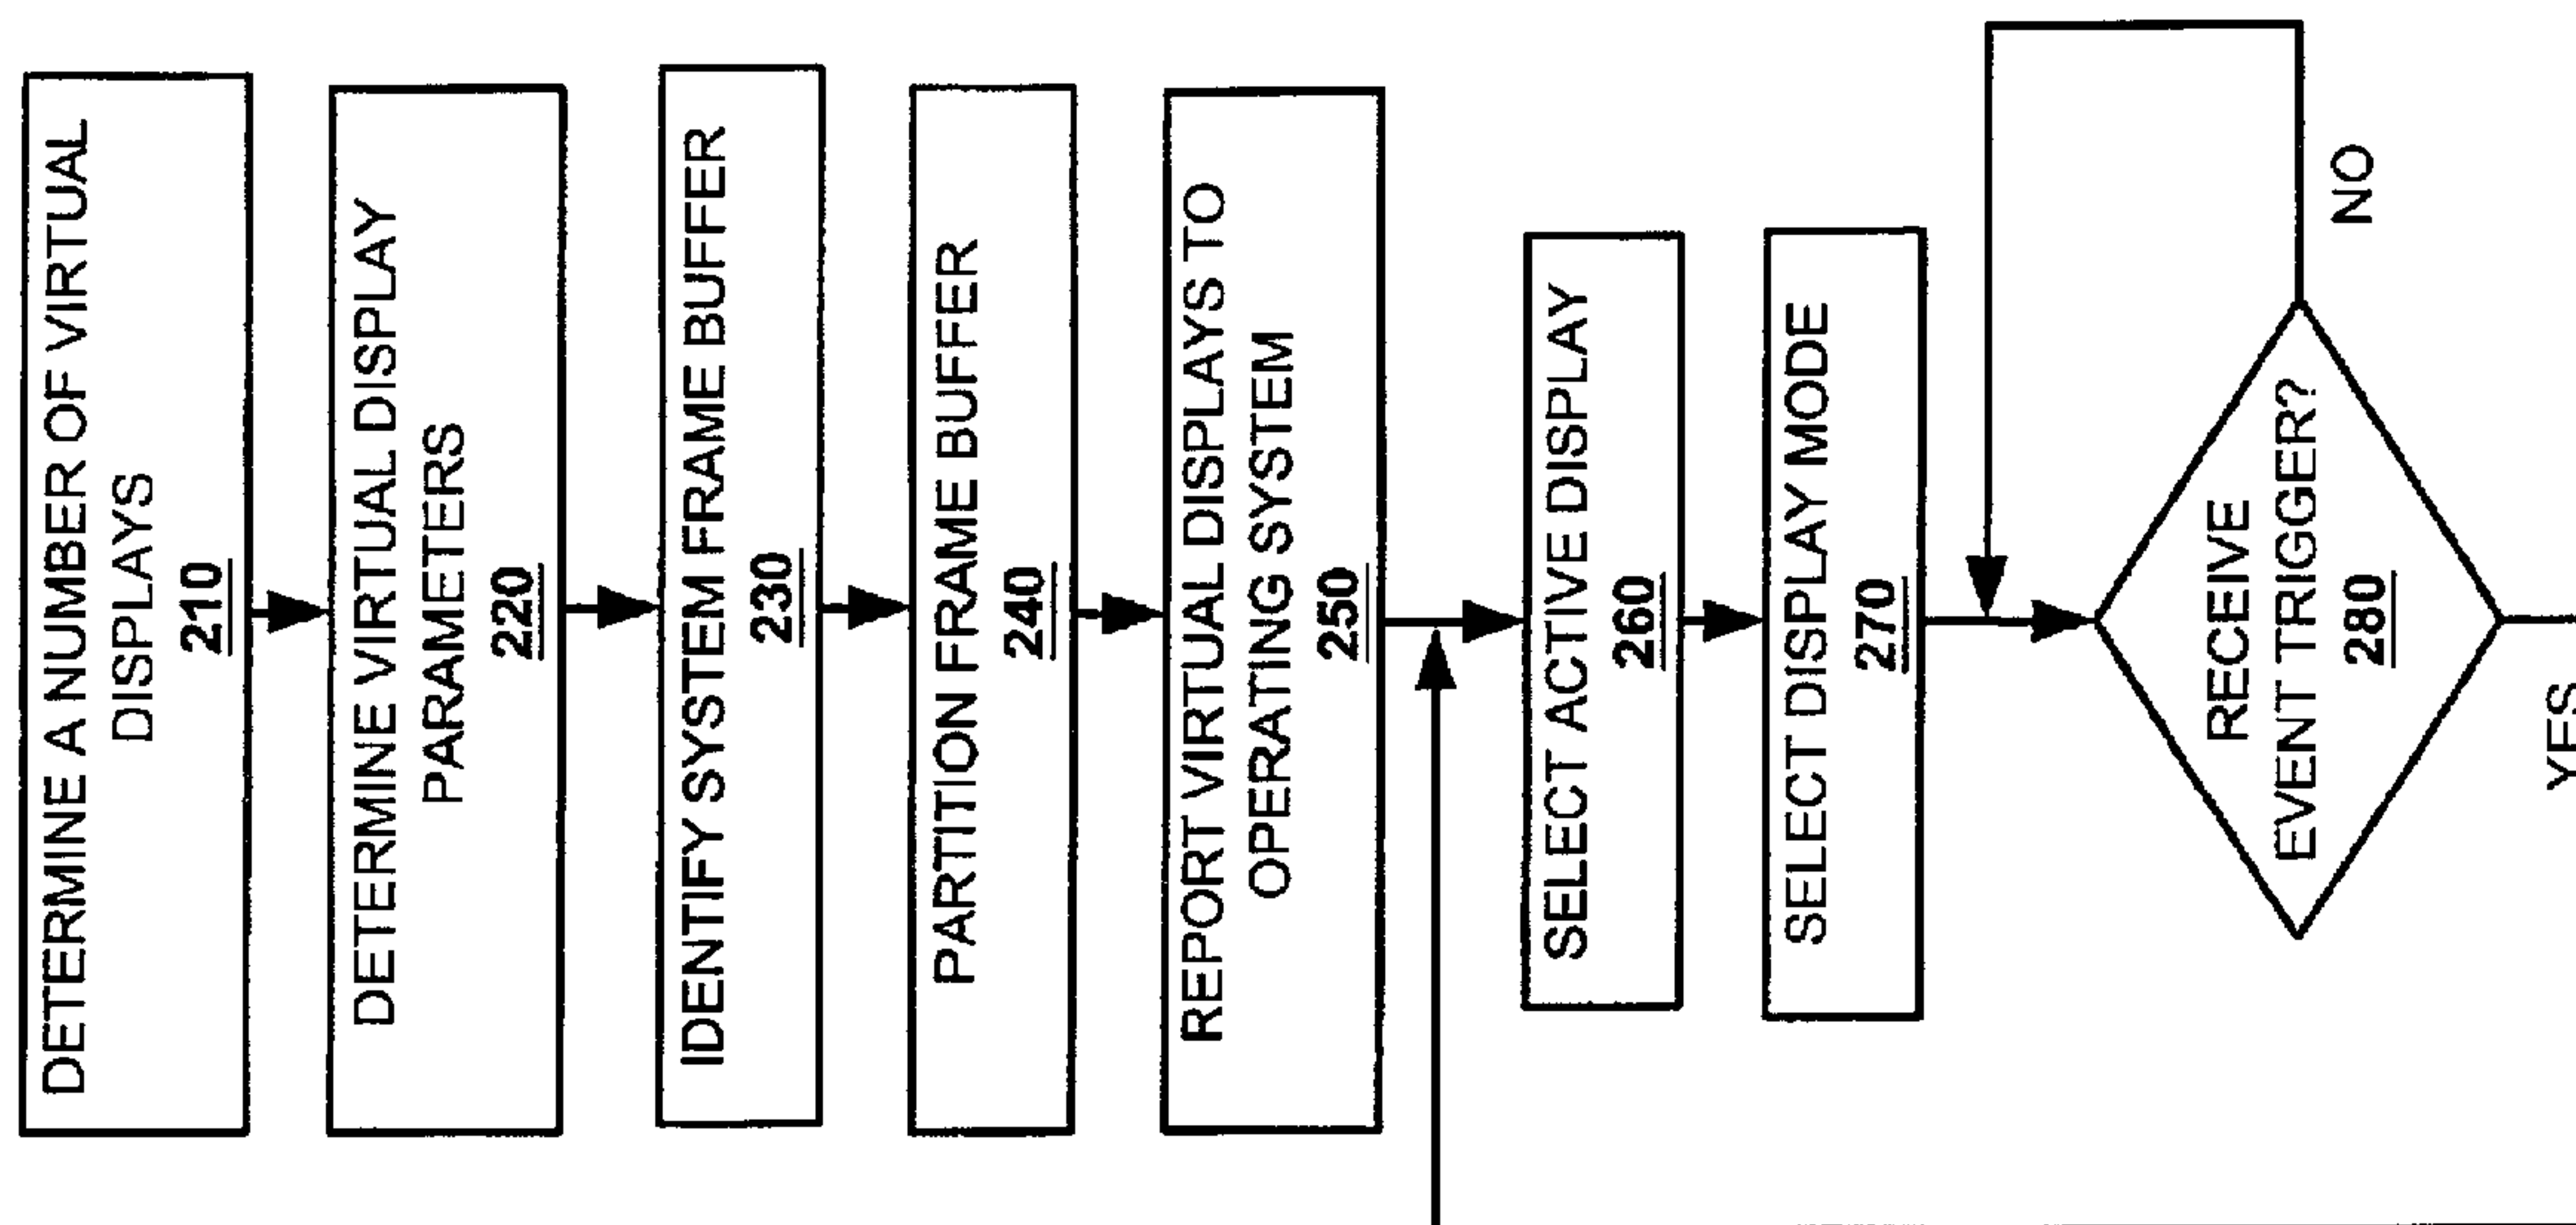 DETERMINE A NUMBER OF VIRTUAL
DISPLAYS
210
DETERMINE VIRTUAL DISPLAY
PARAMETERS
220
IDENTIFY SYSTEM FRAME BUFFER
230
PARTITION FRAME BUFFER
240
REPORT VIRTUAL DISPLAYS TO
OPERATING SYSTEM
250
SELECT ACTIVE DISPLAY
260
SELECT DISPLAY MODE
270
RECEIVE
EVENT TRIGGER?
280
NO
YES